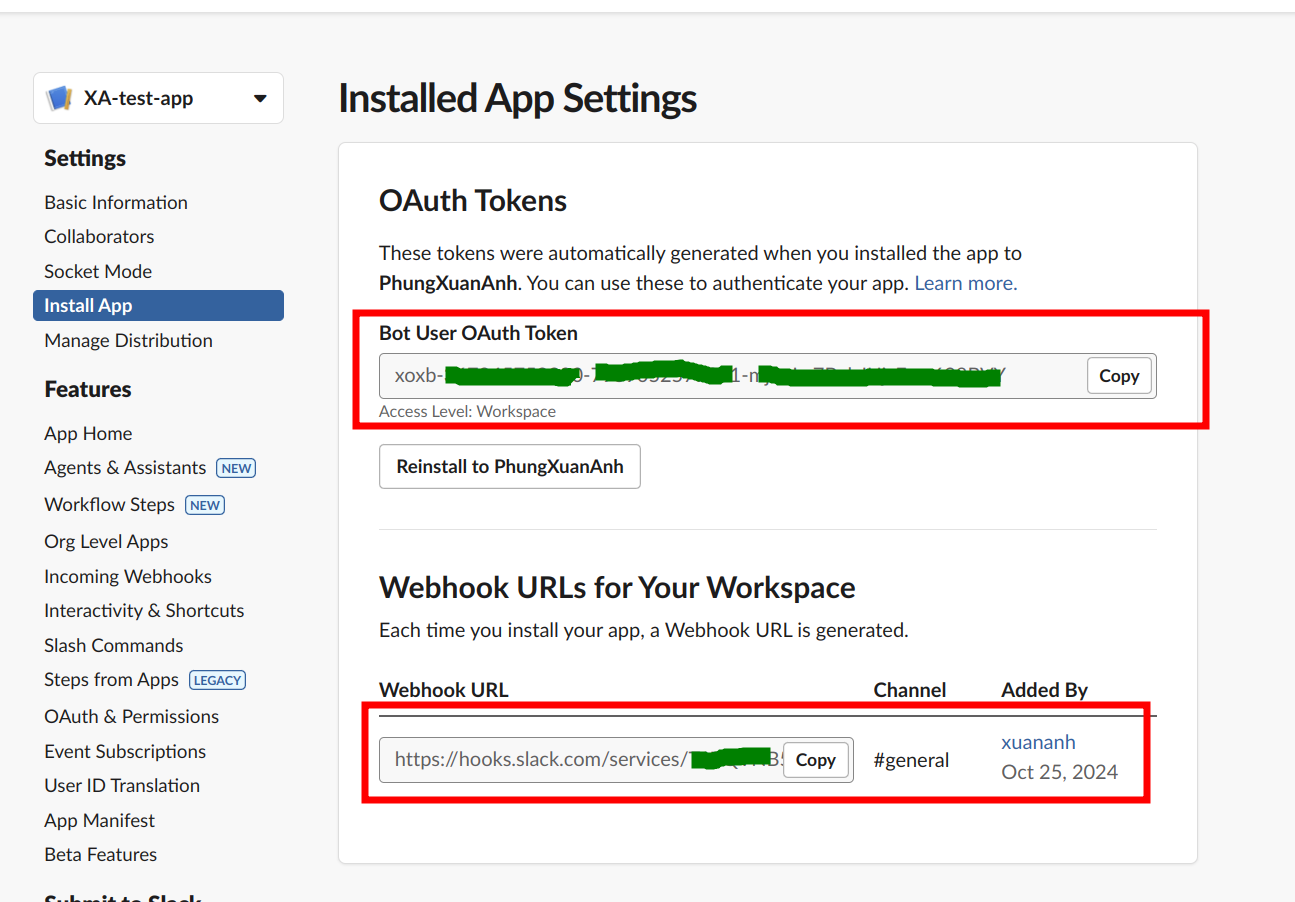 XA-test-app
Installed App Settings
Settings
Basic Information
Collaborators
Socket Mode
Install App
Manage Distribution
Features
App Home
Agents & Assistants NEW
Workflow Steps NEW
Org Level Apps
Incoming Webhooks
Interactivity & Shortcuts
Slash Commands
Steps from Apps LEGACY
OAuth & Permissions
Event Subscriptions
User ID Translation
App Manifest
Beta Features
Submit to Slack
OAuth Tokens
These tokens were automatically generated when you installed the app to
PhungXuanAnh. You can use these to authenticate your app. Learn more.
Bot User OAuth Token
xoxb- Copy
Access Level: Workspace
Reinstall to PhungXuanAnh
Webhook URLs for Your Workspace
Each time you install your app, a Webhook URL is generated.
Webhook URL Channel Added By
https://hooks.slack.com/services/ Copy #general xuananh
Oct 25, 2024